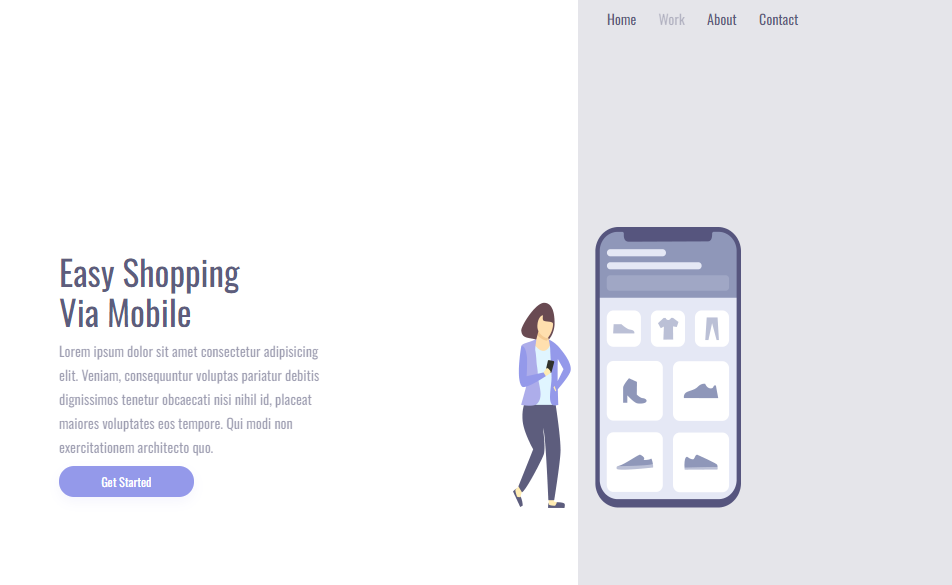 Home Work About Contact
Easy Shopping
Via Mobile
Lorem ipsum dolor sit amet consectetur adipisicing
elit. Veniam, consequuntur voluptas pariatur debitis
dignissimos tenetur obcaecati nisi nihil id, placeat
maiores voluptates eos tempore. Qui modi non
exercitationem architecto quo.
Get Started